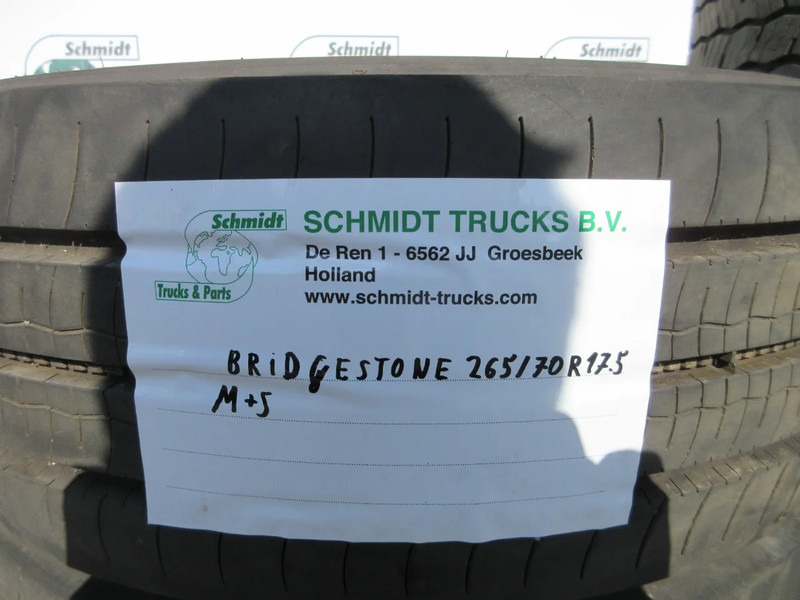 Schmidt
Schmidt
Schmidt
Schmidt
Trucks & Parts
SCHMIDT TRUCKS B.V.
De Ren 1 - 6562 JJ Groesbeek
Holland
www.schmidt-trucks.com
BRIDGESTONE 265/70R17.5
M+S